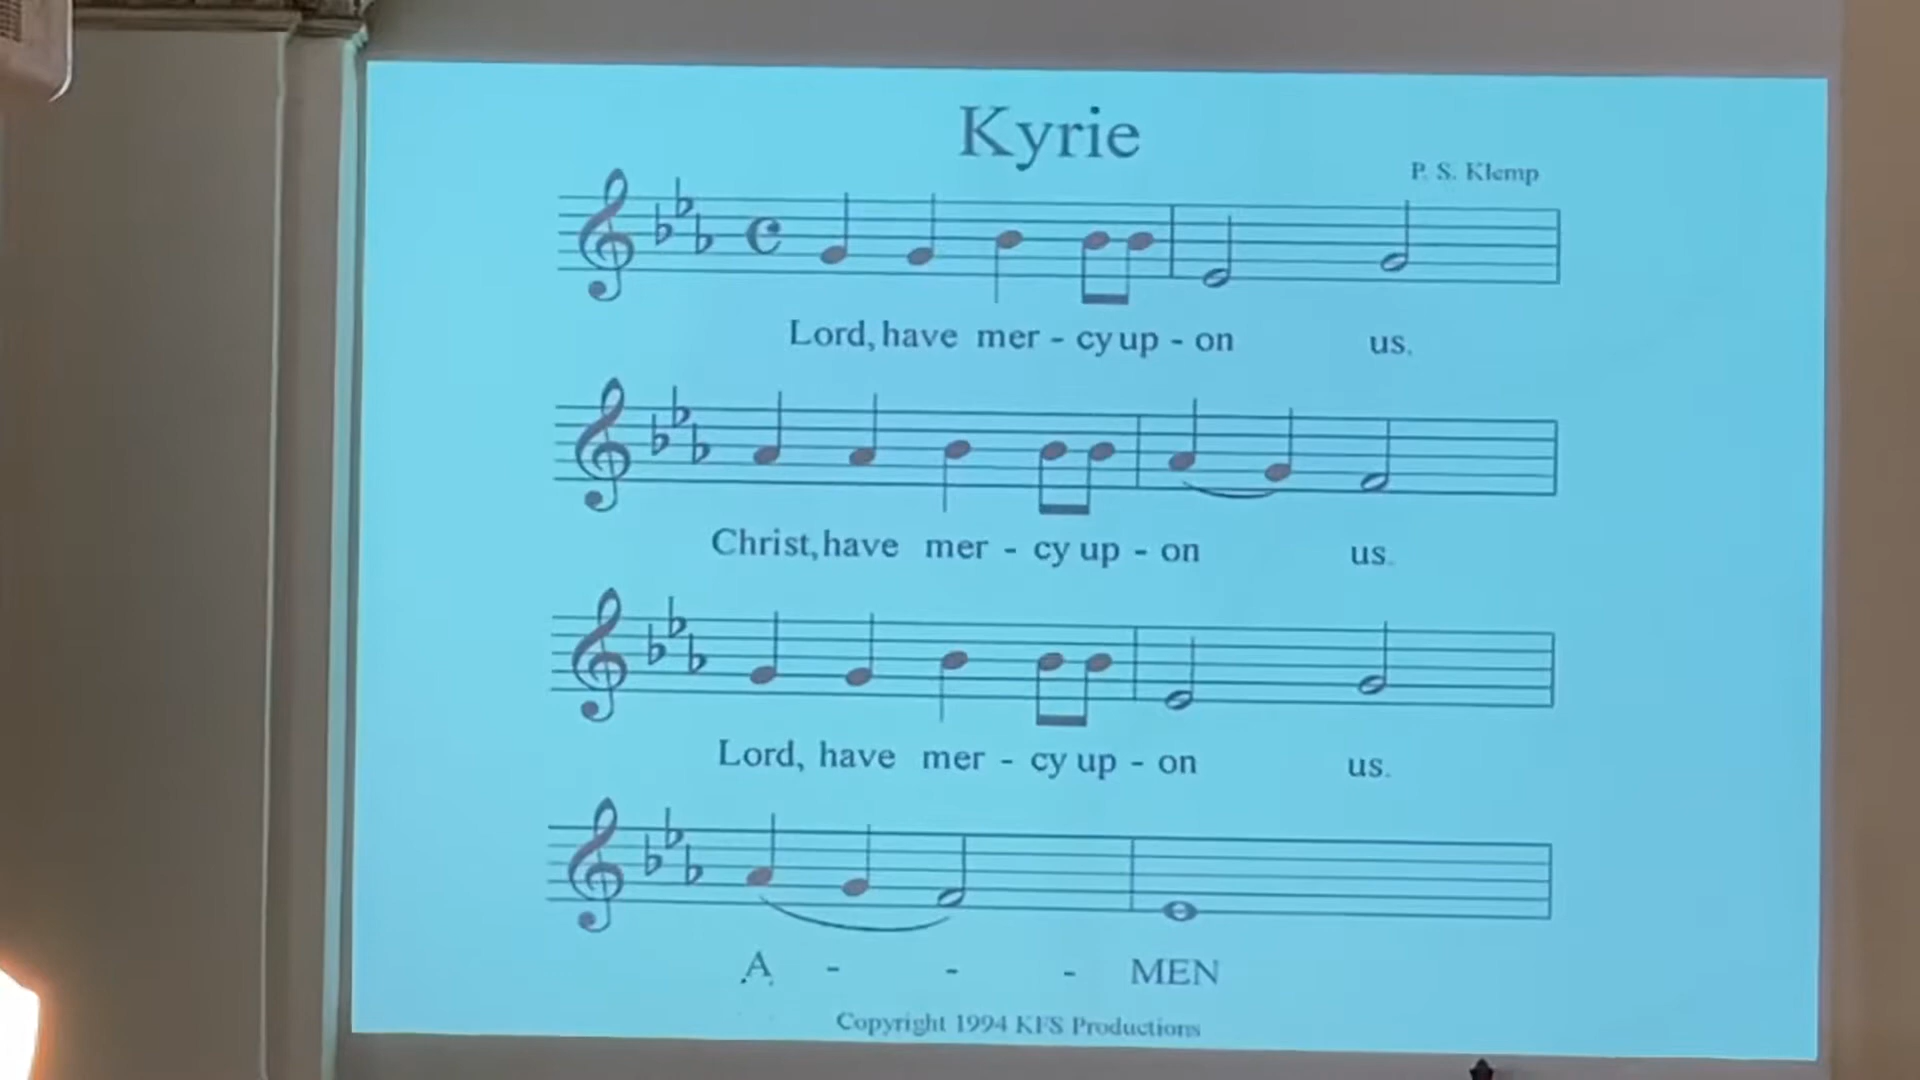 Kyrie
P. S. Klemp
Lord, have mer - cy up - on us.
Christ, have mer - cy up - on us.
Lord, have mer - cy up - on us.
A - - - MEN
Copyright 1994 KFS Productions